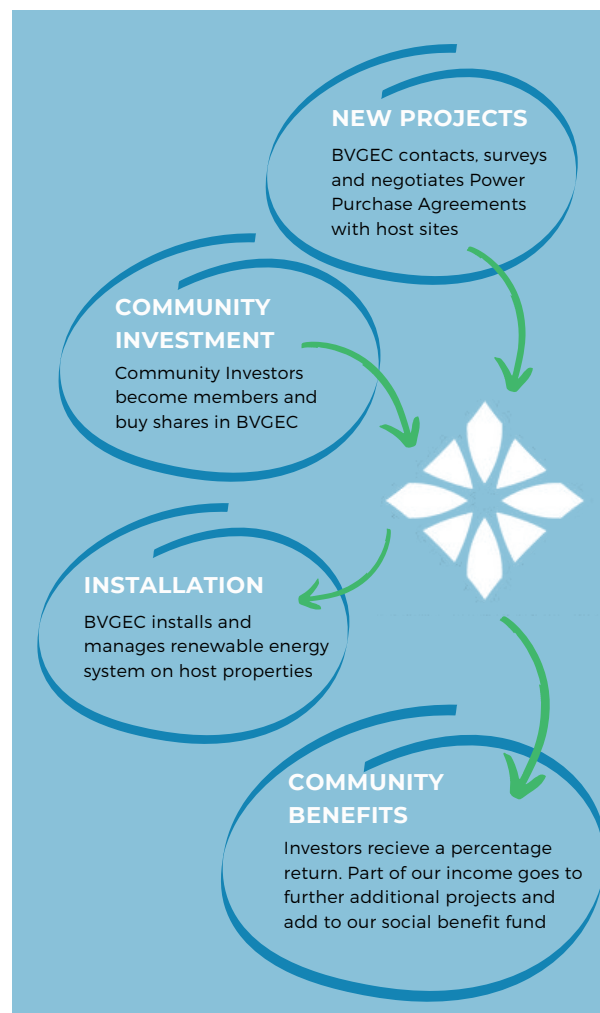 NEW PROJECTS
BVGEC contacts, surveys
and negotiates Power
Purchase Agreements
with host sites
COMMUNITY
INVESTMENT
Community Investors
become members and
buy shares in BVGEC
INSTALLATION
BVGEC installs and
manages renewable energy
system on host properties
COMMUNITY
BENEFITS
Investors recieve a percentage
return. Part of our income goes to
further additional projects and
add to our social benefit fund